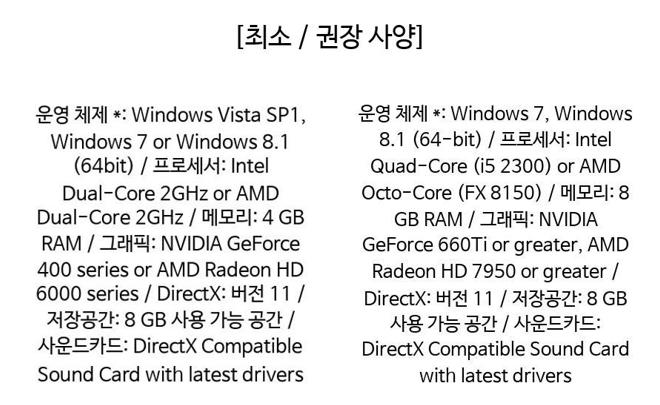 [최소 / 권장 사양]
운영 체제 *: Windows Vista SP1,
Windows 7 or Windows 8.1
(64bit) / 프로세서: Intel
Dual-Core 2GHz or AMD
Dual-Core 2GHz / 메모리: 4 GB
RAM / 그래픽: NVIDIA GeForce
400 series or AMD Radeon HD
6000 series / DirectX: 버전 11 /
저장공간: 8 GB 사용 가능 공간 /
사운드카드: DirectX Compatible
Sound Card with latest drivers
운영 체제 *: Windows 7, Windows
8.1 (64-bit) / 프로세서: Intel
Quad-Core (i5 2300) or AMD
Octo-Core (FX 8150) / 메모리: 8
GB RAM / 그래픽: NVIDIA
GeForce 660Ti or greater, AMD
Radeon HD 7950 or greater /
DirectX: 버전 11 / 저장공간: 8 GB
사용 가능 공간 / 사운드카드:
DirectX Compatible Sound Card
with latest drivers